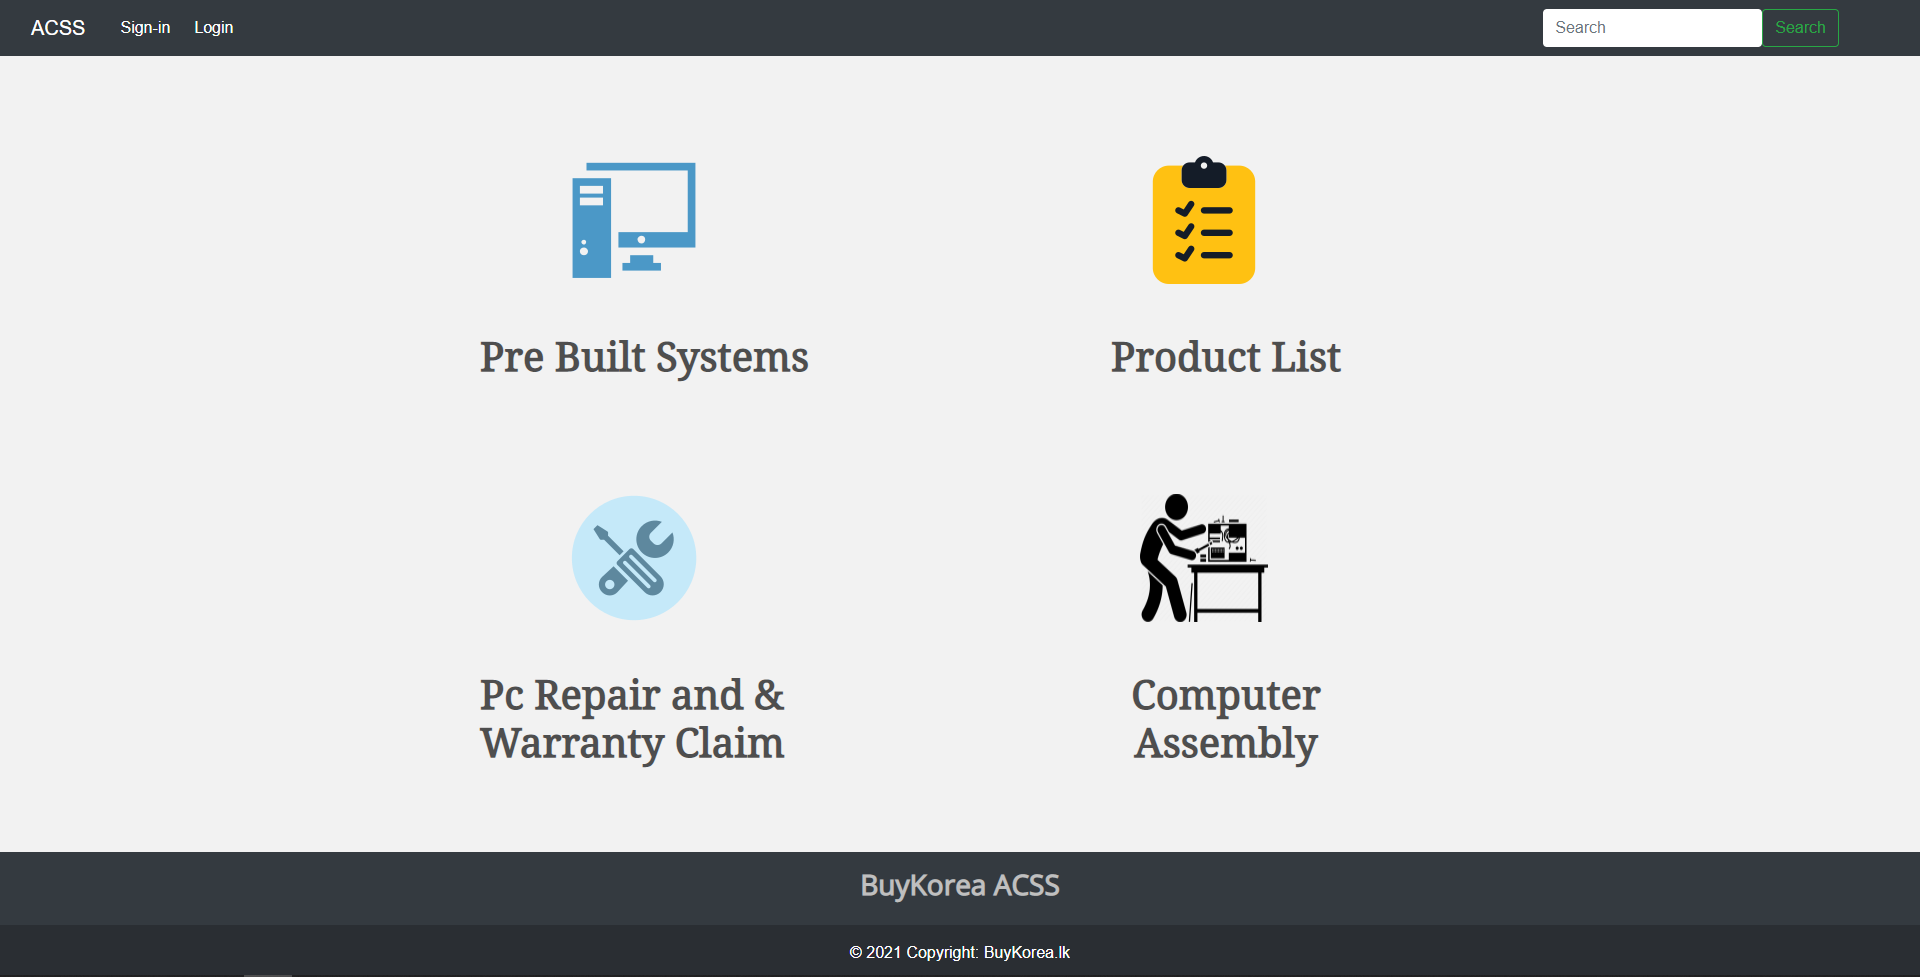 ACSS Sign-in Login Search Search
Pre Built Systems
Product List
Pc Repair and &
Warranty Claim
Computer
Assembly
BuyKorea ACSS
© 2021 Copyright: BuyKorea.lk